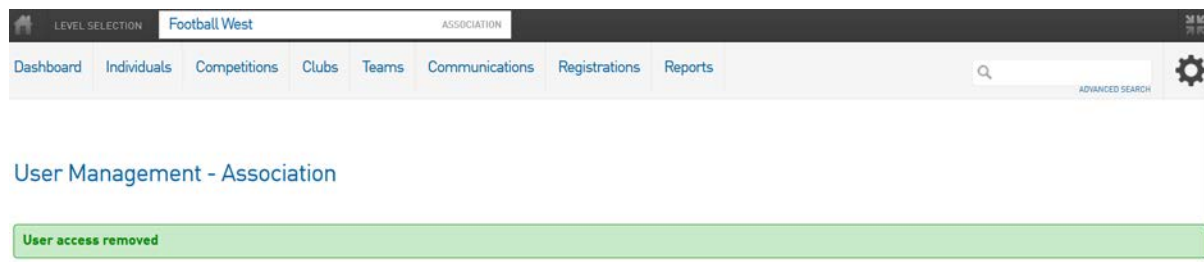 LEVEL SELECTION Football West ASSOCIATION
Dashboard Individuals Competitions Clubs Teams Communications Registrations Reports
ADVANCED SEARCH
User Management - Association
User access removed